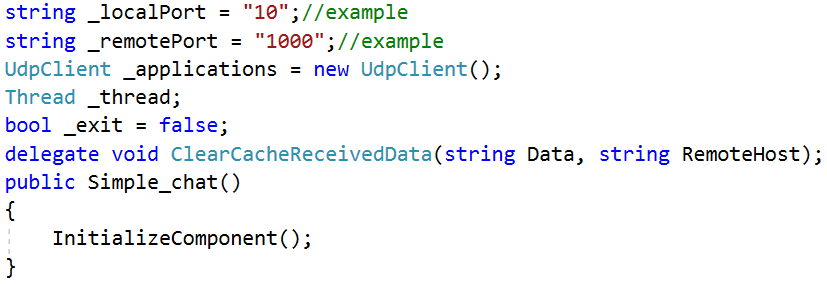 string _localPort = "10";//example
string _remotePort = "1000";//example
UdpClient _applications = new UdpClient();
Thread _thread;
bool _exit = false;
delegate void ClearCacheReceivedData(string Data, string RemoteHost);
public Simple_chat()
{
    InitializeComponent();
}